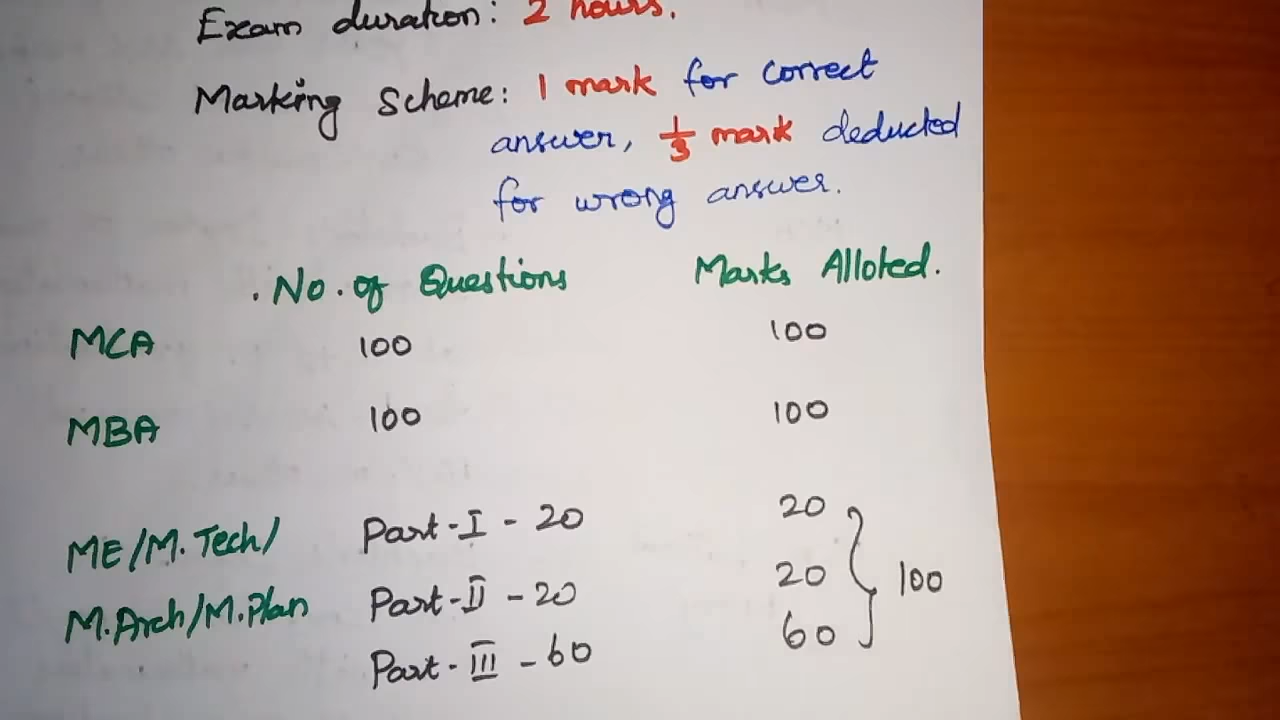 Exam duration: 2 hours.
Marking Scheme: 1 mark for correct
answer, 1/3 mark deducted
for wrong answer.
. No. of Questions Marks Alloted.
MCA 100 100
MBA 100 100
ME/M.Tech/ Part-I - 20 20
M.Arch/M.Plan Part-II - 20 20 100
Part-III - 60 60